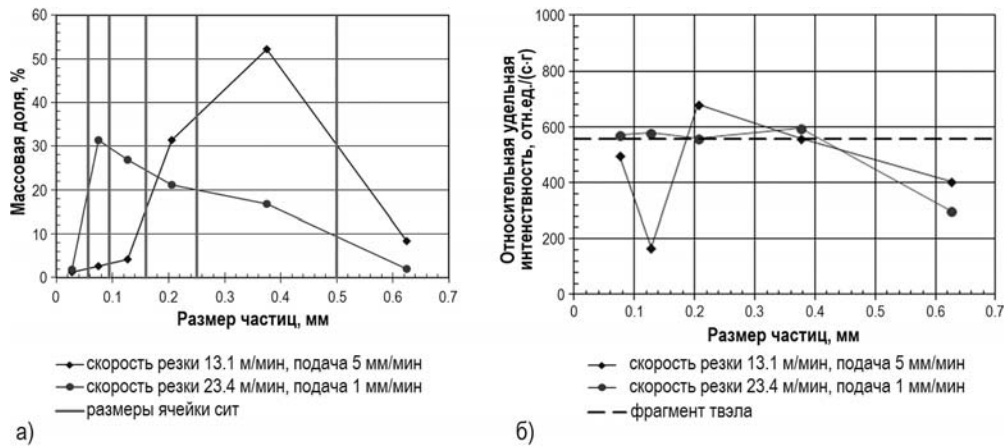 60
50
40
30
20
10
0
0 0.1 0.2 0.3 0.4 0.5 0.6 0.7
Массовая доля, %
Размер частиц, мм
скорость резки 13.1 м/мин, подача 5 мм/мин
скорость резки 23.4 м/мин, подача 1 мм/мин
размеры ячейки сит
а)
1000
800
600
400
200
0
0 0.1 0.2 0.3 0.4 0.5 0.6 0.7
Относительная удельная
интенствность, отн.ед./(с·г)
Размер частиц, мм
скорость резки 13.1 м/мин, подача 5 мм/мин
скорость резки 23.4 м/мин, подача 1 мм/мин
фрагмент твэла
б)